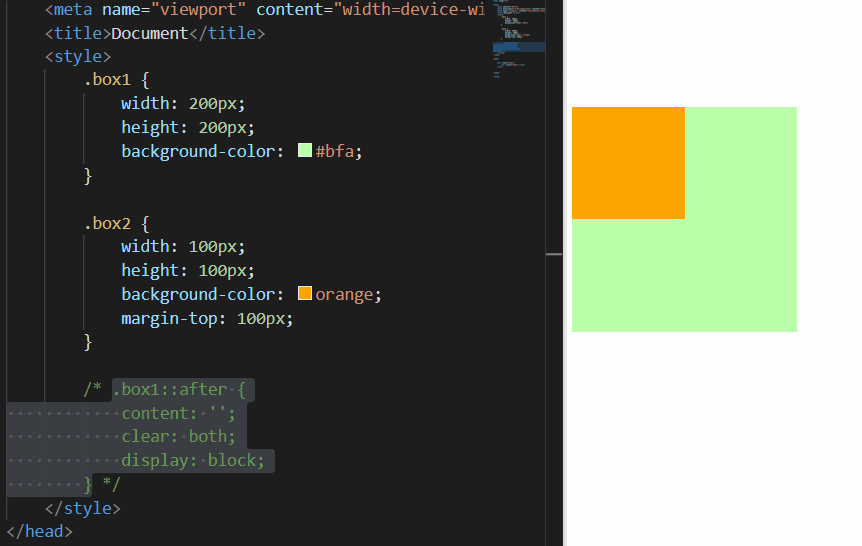 <meta name="viewport" content="width=device-wi
<title>Document</title>
<style>
.box1 {
width: 200px;
height: 200px;
background-color: #bfa;
}
.box2 {
width: 100px;
height: 100px;
background-color: orange;
margin-top: 100px;
}
/* .box1::after {
content: '';
clear: both;
display: block;
} */
</style>
</head>